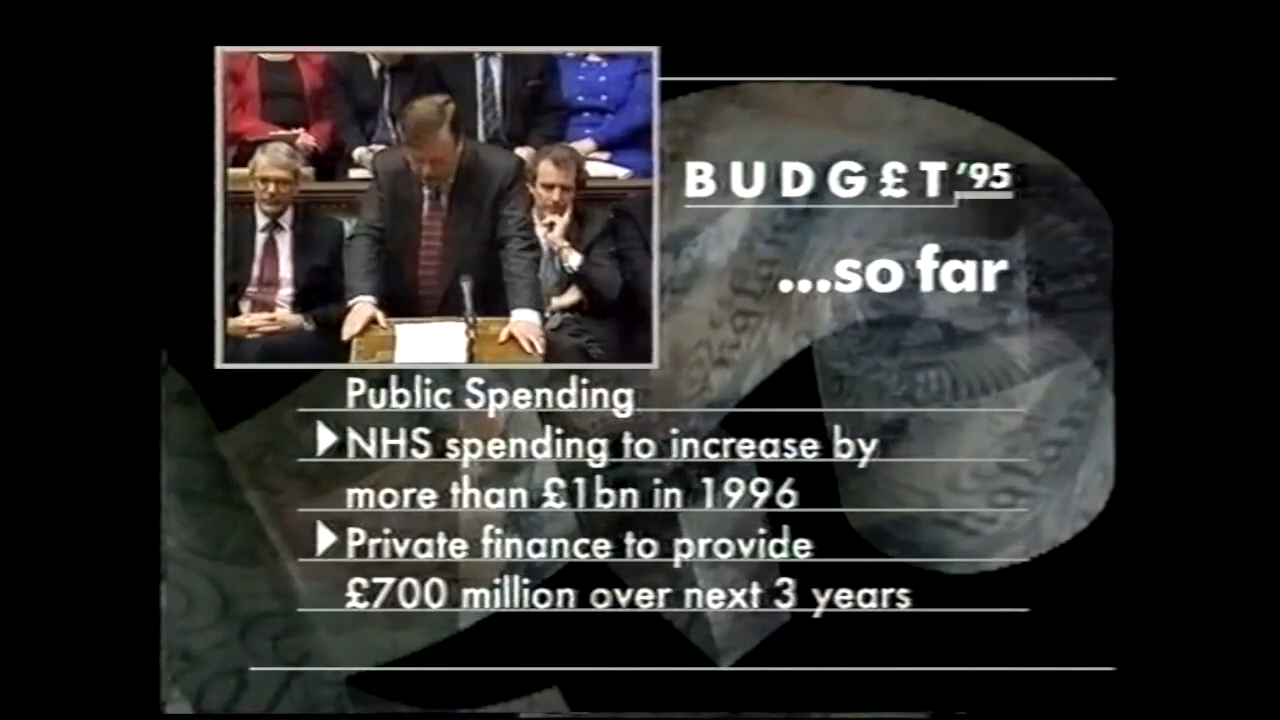 BUDG£T '95
...so far
Public Spending
NHS spending to increase by
more than £1bn in 1996
Private finance to provide
£700 million over next 3 years